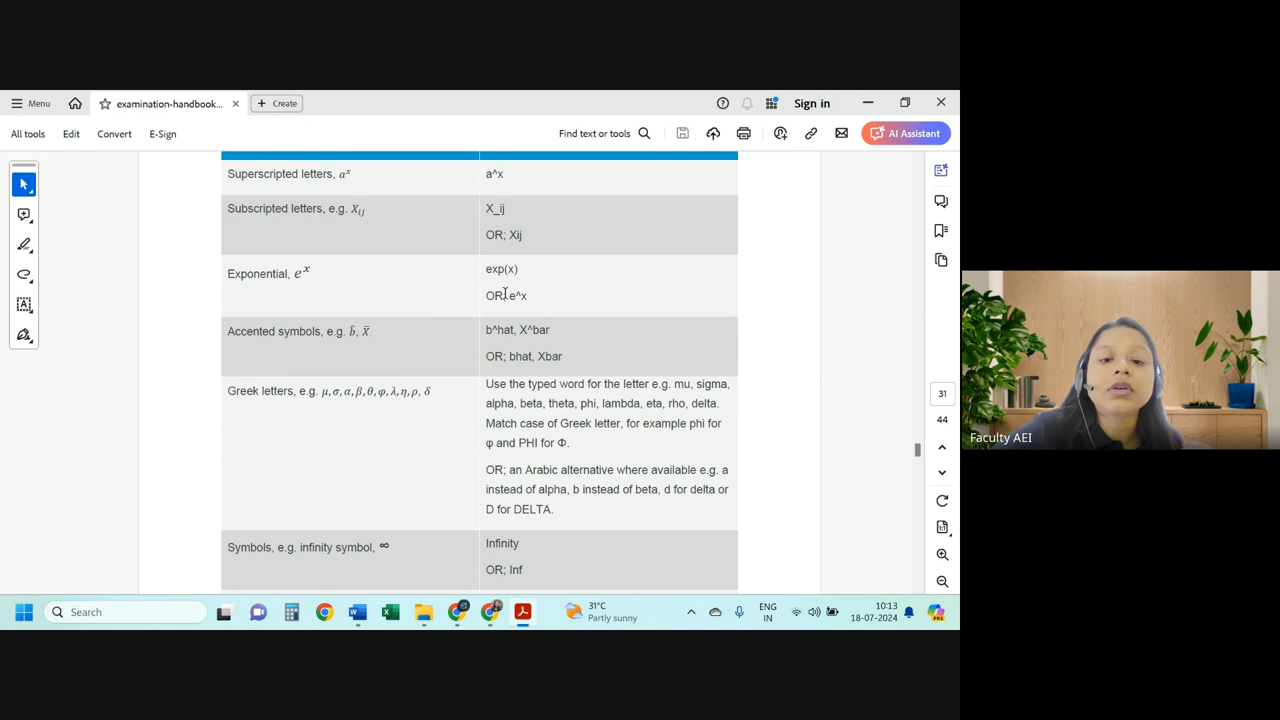 Menu
examination-handbook...
Create
Sign in
All tools
Edit
Convert
E-Sign
Find text or tools
AI Assistant
Superscripted letters, aˣ
a^x
Subscripted letters, e.g. Xᵢⱼ
X_ij
OR; Xij
Exponential, eˣ
exp(x)
OR; e^x
Accented symbols, e.g. b̂, X̄
b^hat, X^bar
OR; bhat, Xbar
Greek letters, e.g. μ, σ, α, β, θ, φ, λ, η, ρ, δ
Use the typed word for the letter e.g. mu, sigma,
alpha, beta, theta, phi, lambda, eta, rho, delta.
Match case of Greek letter, for example phi for
φ and PHI for Φ.
OR; an Arabic alternative where available e.g. a
instead of alpha, b instead of beta, d for delta or
D for DELTA.
Symbols, e.g. infinity symbol, ∞
Infinity
OR; Inf
31
44
Faculty AEI
Search
31°C
Partly sunny
ENG
IN
10:13
18-07-2024